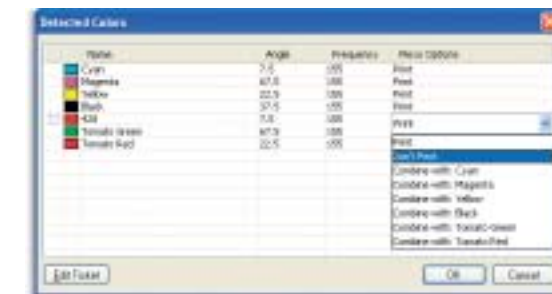 Detected Colors
Name Angle Frequency Piece Options
Cyan 7.5 155 Print
Magenta 67.5 155 Print
Yellow 22.5 155 Print
Black 37.5 155 Print
7.5 155 Print
Tomato Green 67.5 155 Print
Tomato Red 22.5 155 Don't Print
Combine with: Cyan
Combine with: Magenta
Combine with: Yellow
Combine with: Black
Combine with: Tomato Green
Combine with: Tomato Red
Edit Ticket OK Cancel